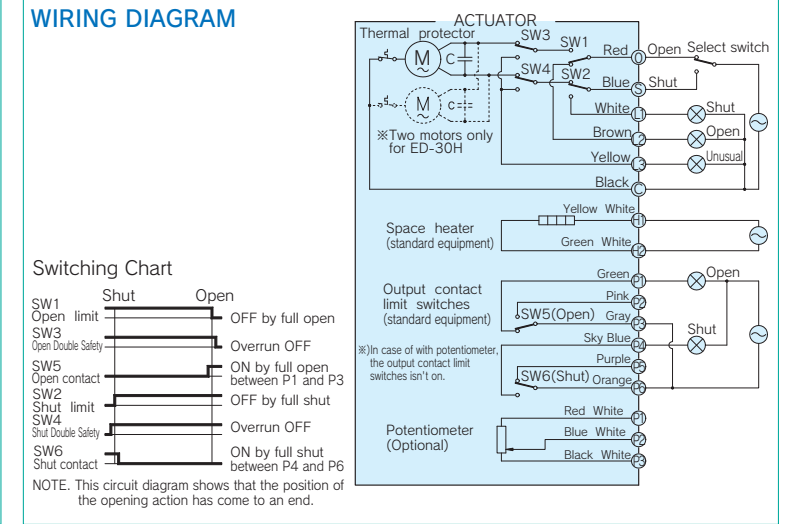 WIRING DIAGRAM
ACTUATOR
Thermal protector
SW3
SW1
Red
O
Open
Select switch
M
C
SW4
SW2
Blue
S
Shut
White
L1
Shut
M
C
Brown
L2
Open
※Two motors only
for ED-30H
Yellow
L3
Unusual
Black
C
Yellow White
H1
Space heater
(standard equipment)
Green White
H2
Green
P1
Open
Output contact
limit switches
(standard equipment)
Pink
P2
SW5(Open)
Gray
P3
Sky Blue
P4
Shut
※)In case of with potentiometer,
the output contact limit
switches isn't on.
Purple
P5
SW6(Shut)
Orange
P6
Red White
P1
Potentiometer
(Optional)
Blue White
P2
Black White
P3
Switching Chart
Shut
Open
SW1
Open limit
OFF by full open
SW3
Open Double Safety
Overrun OFF
SW5
Open contact
ON by full open
between P1 and P3
SW2
Shut limit
OFF by full shut
SW4
Shut Double Safety
Overrun OFF
SW6
Shut contact
ON by full shut
between P4 and P6
NOTE. This circuit diagram shows that the position of
the opening action has come to an end.